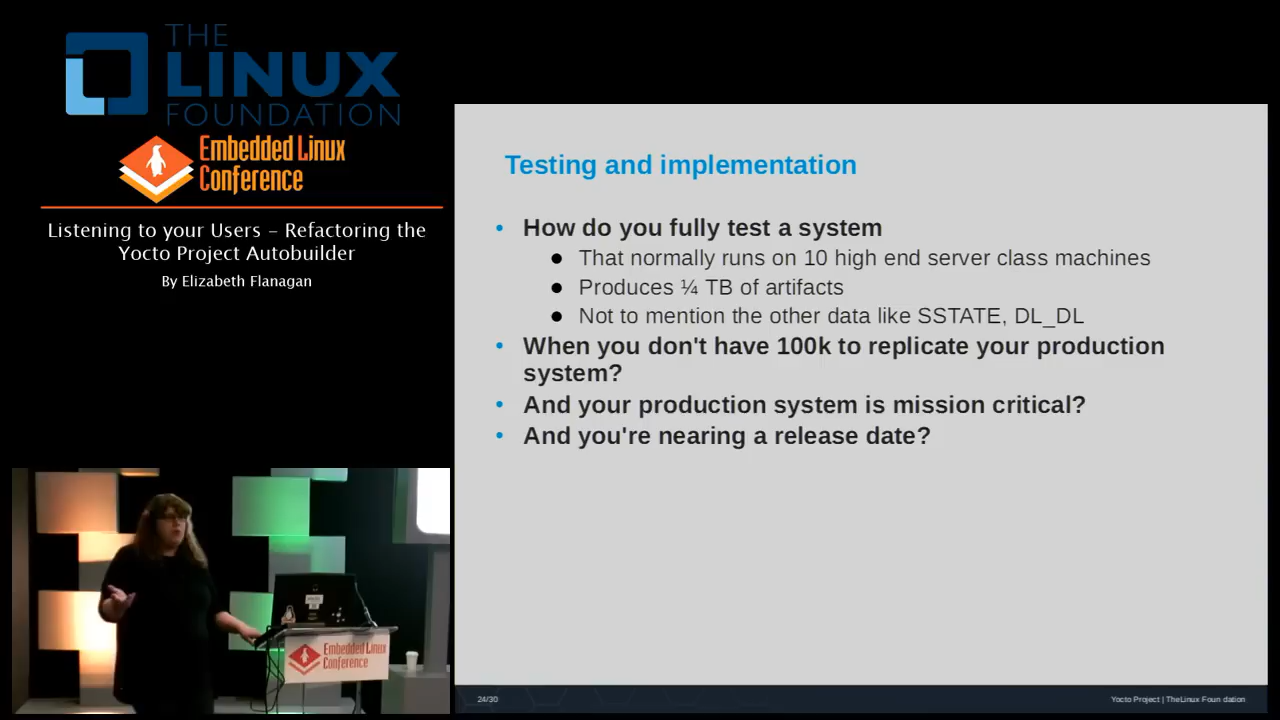 THE
LINUX
FOUNDATION
Embedded Linux
Conference
Listening to your Users – Refactoring the
Yocto Project Autobuilder
By Elizabeth Flanagan
Testing and implementation
• How do you fully test a system
● That normally runs on 10 high end server class machines
● Produces ¼ TB of artifacts
● Not to mention the other data like SSTATE, DL_DL
• When you don't have 100k to replicate your production
system?
• And your production system is mission critical?
• And you're nearing a release date?
Embedded Linux
Conference
24/30
Yocto Project | TheLinux Foun dation